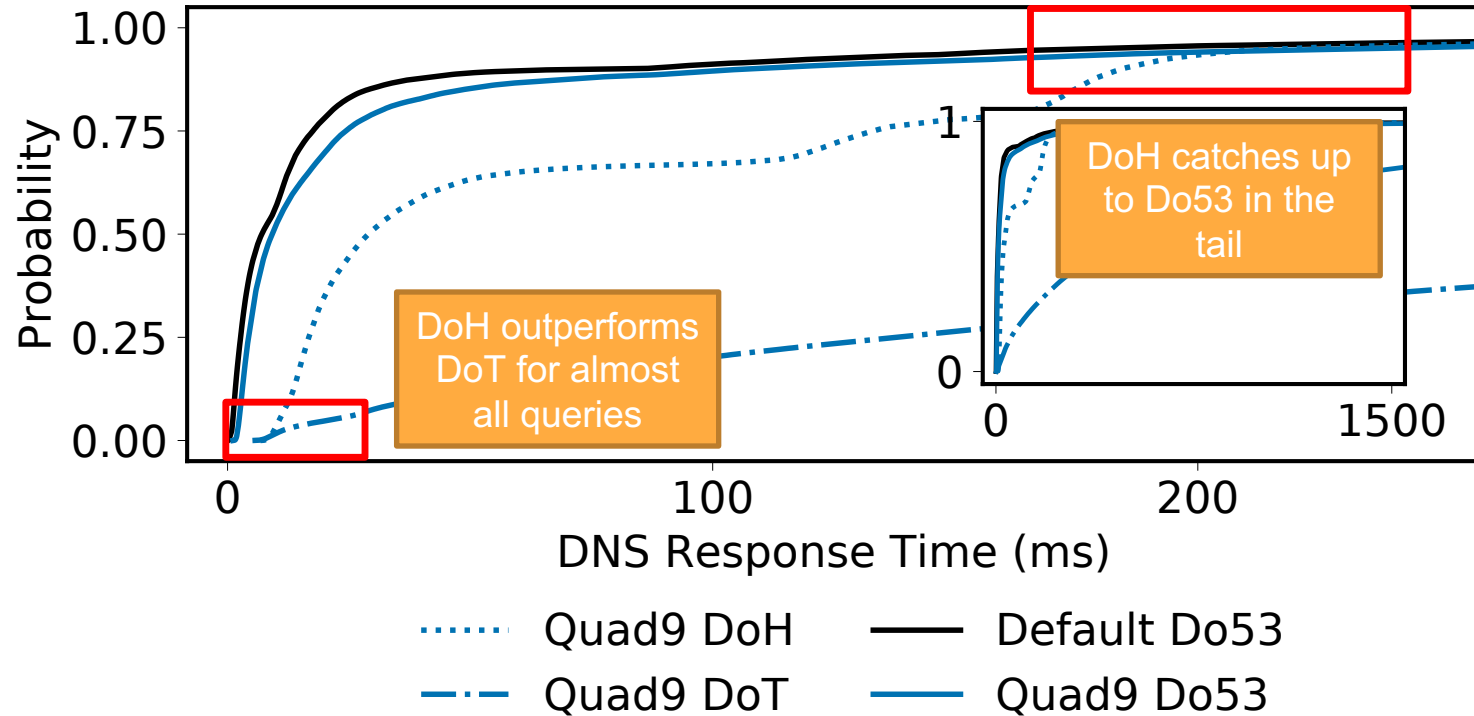 1.00
0.75
0.50
0.25
0.00
Probability
DoH outperforms
DoT for almost
all queries
1
0
DoH catches up
to Do53 in the
tail
0
1500
0
100
200
DNS Response Time (ms)
Quad9 DoH
Default Do53
Quad9 DoT
Quad9 Do53